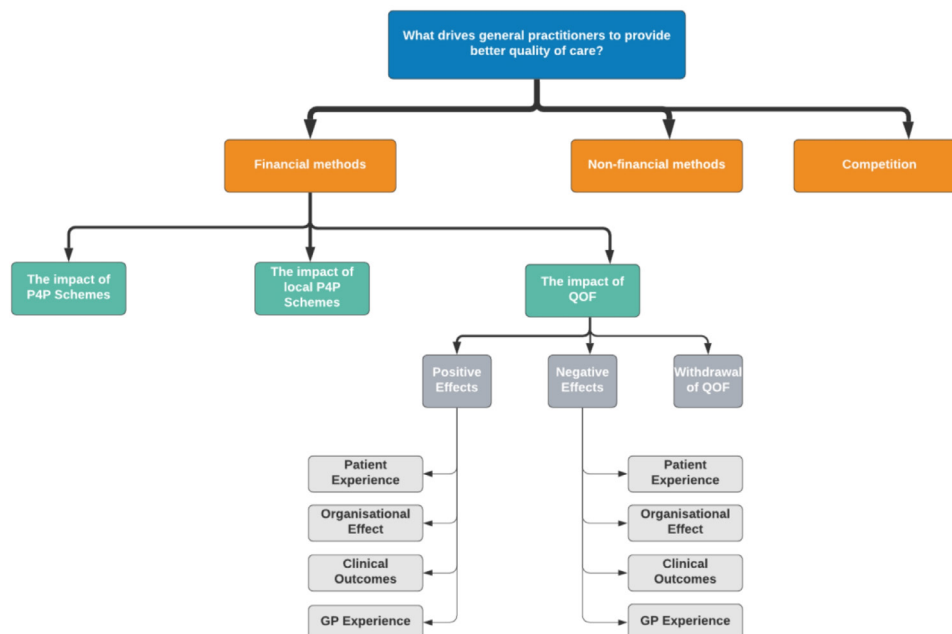 What drives general practitioners to provide
better quality of care?
Financial methods
Non-financial methods
Competition
The impact of
P4P Schemes
The impact of
local P4P
Schemes
The impact of
QOF
Positive
Effects
Negative
Effects
Withdrawal
of QOF
Patient
Experience
Patient
Experience
Organisational
Effect
Organisational
Effect
Clinical
Outcomes
Clinical
Outcomes
GP Experience
GP Experience